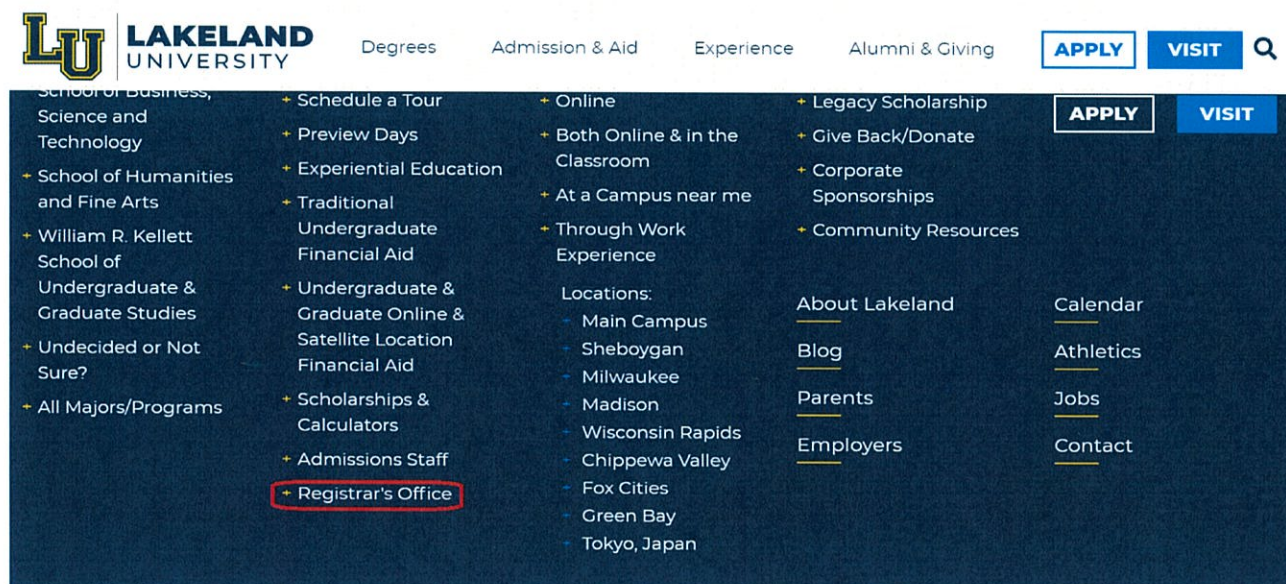 LU LAKELAND
UNIVERSITY
Degrees
Admission & Aid
Experience
Alumni & Giving
APPLY
VISIT
School of Business,
Science and
Technology
+ School of Humanities
and Fine Arts
+ William R. Kellett
School of
Undergraduate &
Graduate Studies
+ Undecided or Not
Sure?
+ All Majors/Programs
+ Schedule a Tour
+ Preview Days
+ Experiential Education
+ Traditional
Undergraduate
Financial Aid
+ Undergraduate &
Graduate Online &
Satellite Location
Financial Aid
+ Scholarships &
Calculators
+ Admissions Staff
+ Registrar's Office
+ Online
+ Both Online & in the
Classroom
+ At a Campus near me
+ Through Work
Experience
Locations:
- Main Campus
- Sheboygan
- Milwaukee
- Madison
- Wisconsin Rapids
- Chippewa Valley
- Fox Cities
- Green Bay
- Tokyo, Japan
+ Legacy Scholarship
+ Give Back/Donate
+ Corporate
Sponsorships
+ Community Resources
About Lakeland
Blog
Parents
Employers
APPLY
VISIT
Calendar
Athletics
Jobs
Contact